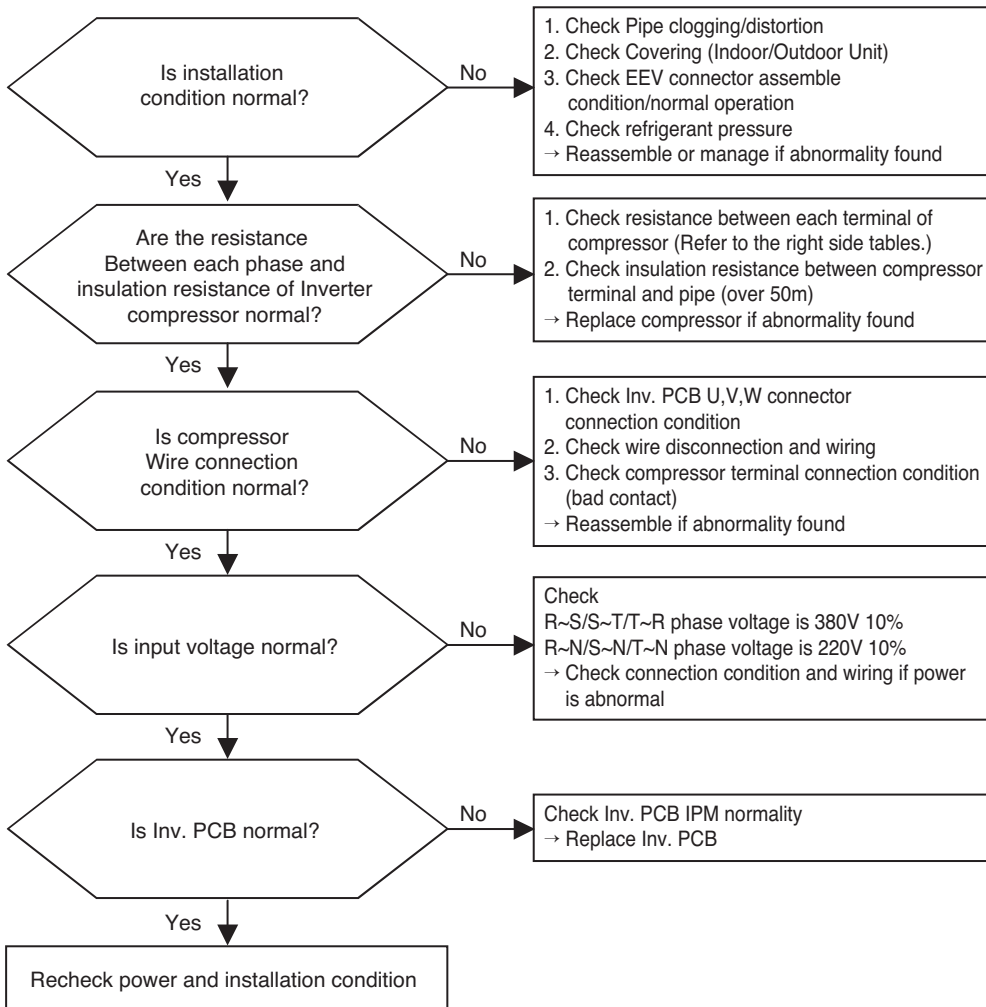 Is installation
condition normal?
No
1. Check Pipe clogging/distortion
2. Check Covering (Indoor/Outdoor Unit)
3. Check EEV connector assemble
condition/normal operation
4. Check refrigerant pressure
→ Reassemble or manage if abnormality found
Yes
Are the resistance
Between each phase and
insulation resistance of Inverter
compressor normal?
No
1. Check resistance between each terminal of
compressor (Refer to the right side tables.)
2. Check insulation resistance between compressor
terminal and pipe (over 50m)
→ Replace compressor if abnormality found
Yes
Is compressor
Wire connection
condition normal?
No
1. Check Inv. PCB U,V,W connector
connection condition
2. Check wire disconnection and wiring
3. Check compressor terminal connection condition
(bad contact)
→ Reassemble if abnormality found
Yes
Is input voltage normal?
No
Check
R~S/S~T/T~R phase voltage is 380V 10%
R~N/S~N/T~N phase voltage is 220V 10%
→ Check connection condition and wiring if power
is abnormal
Yes
Is Inv. PCB normal?
No
Check Inv. PCB IPM normality
→ Replace Inv. PCB
Yes
Recheck power and installation condition